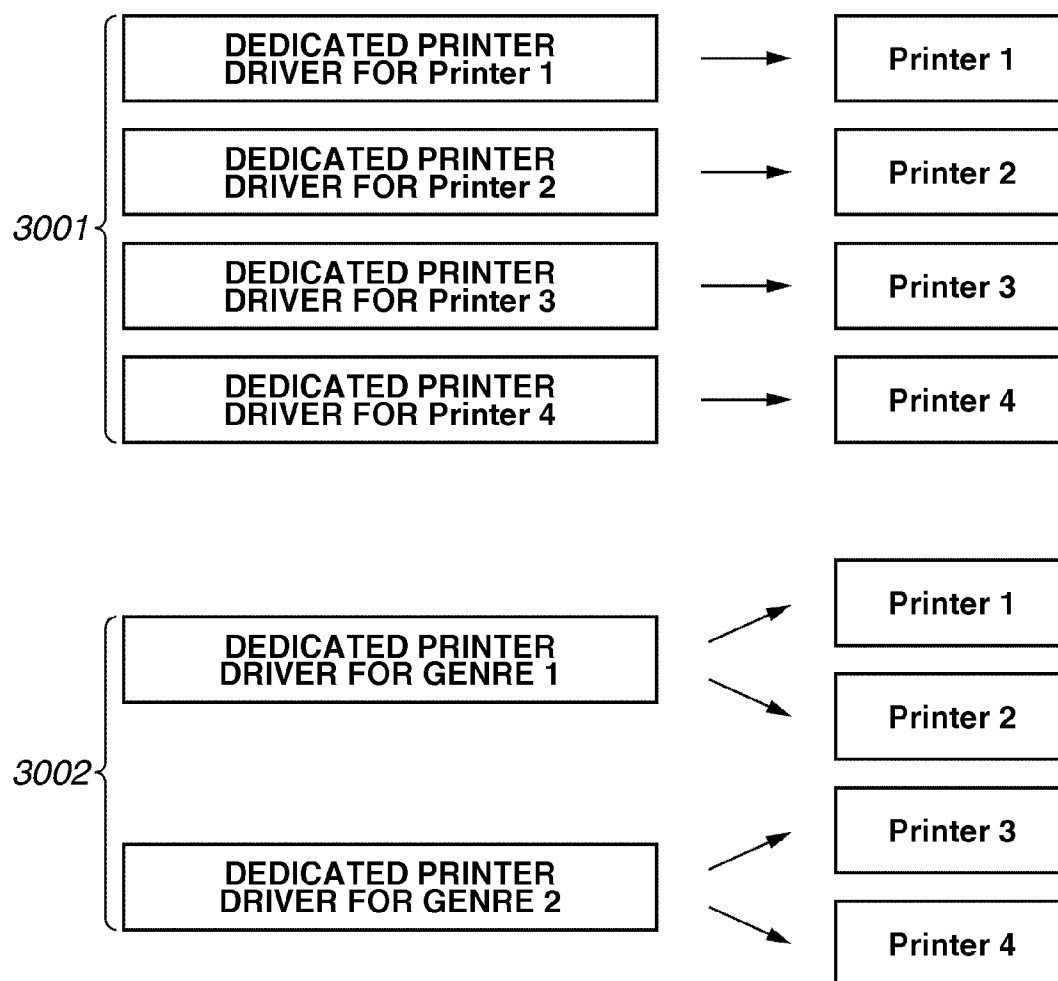 DEDICATED PRINTER
DRIVER FOR Printer 1
Printer 1
DEDICATED PRINTER
DRIVER FOR Printer 2
Printer 2
3001
DEDICATED PRINTER
DRIVER FOR Printer 3
Printer 3
DEDICATED PRINTER
DRIVER FOR Printer 4
Printer 4
Printer 1
DEDICATED PRINTER
DRIVER FOR GENRE 1
Printer 2
3002
Printer 3
DEDICATED PRINTER
DRIVER FOR GENRE 2
Printer 4